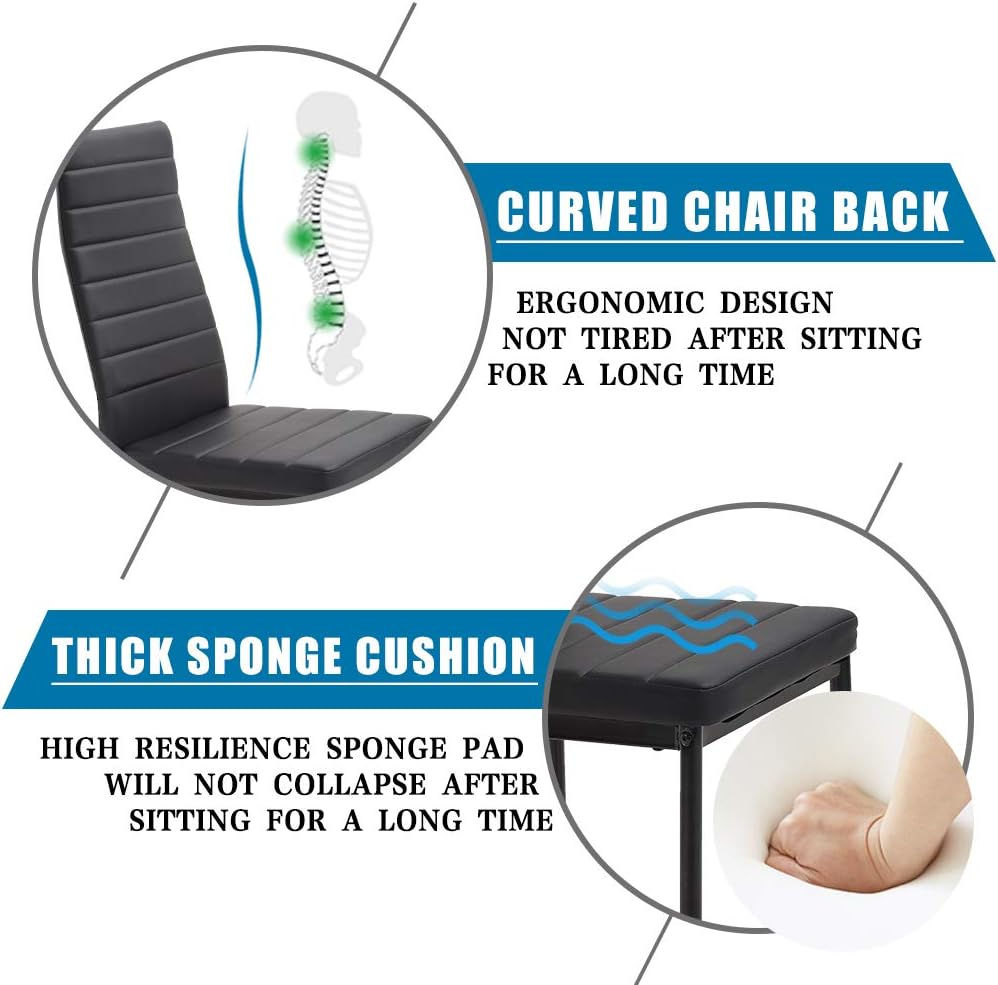 CURVED CHAIR BACK
ERGONOMIC DESIGN
NOT TIRED AFTER SITTING
FOR A LONG TIME
THICK SPONGE CUSHION
HIGH RESILIENCE SPONGE PAD
WILL NOT COLLAPSE AFTER
SITTING FOR A LONG TIME